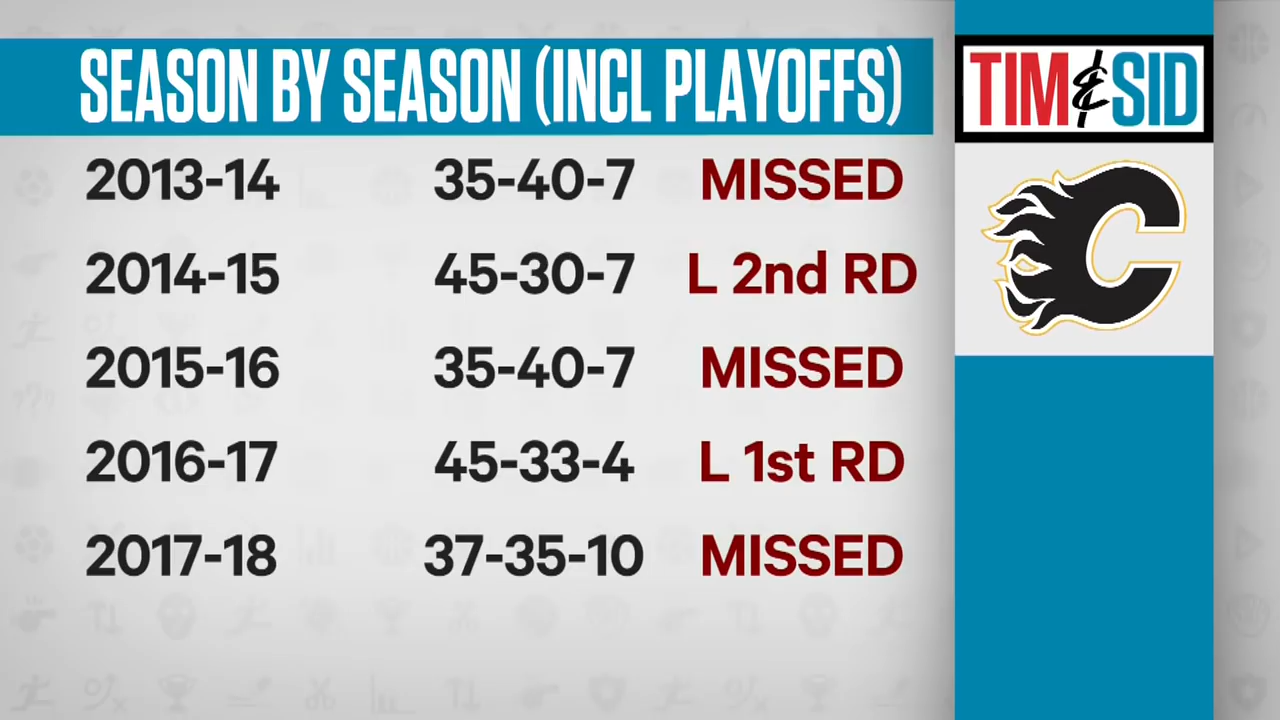 SEASON BY SEASON (INCL PLAYOFFS)
TIM & SID
2013-14 35-40-7 MISSED
2014-15 45-30-7 L 2nd RD
2015-16 35-40-7 MISSED
2016-17 45-33-4 L 1st RD
2017-18 37-35-10 MISSED
C